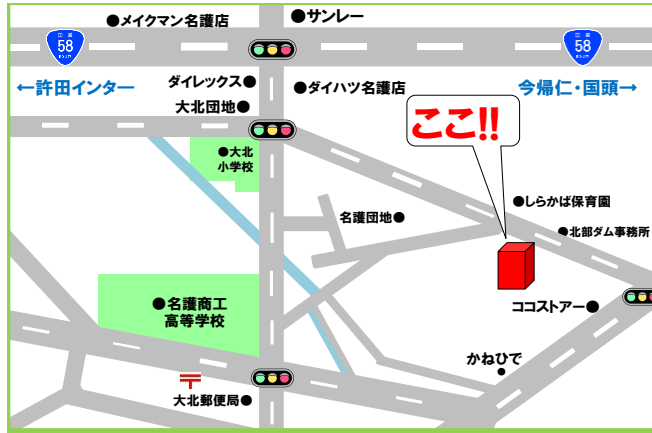 ●メイクマン名護店
●サンレー
国道
58
国道
58
←許田インター
ダイレックス●
●ダイハツ名護店
今帰仁・国頭→
大北団地●
ここ!!
●大北
小学校
●しらかば保育園
名護団地●
●北部ダム事務所
●名護商工
高等学校
ココストアー●
かねひで
●
大北郵便局●